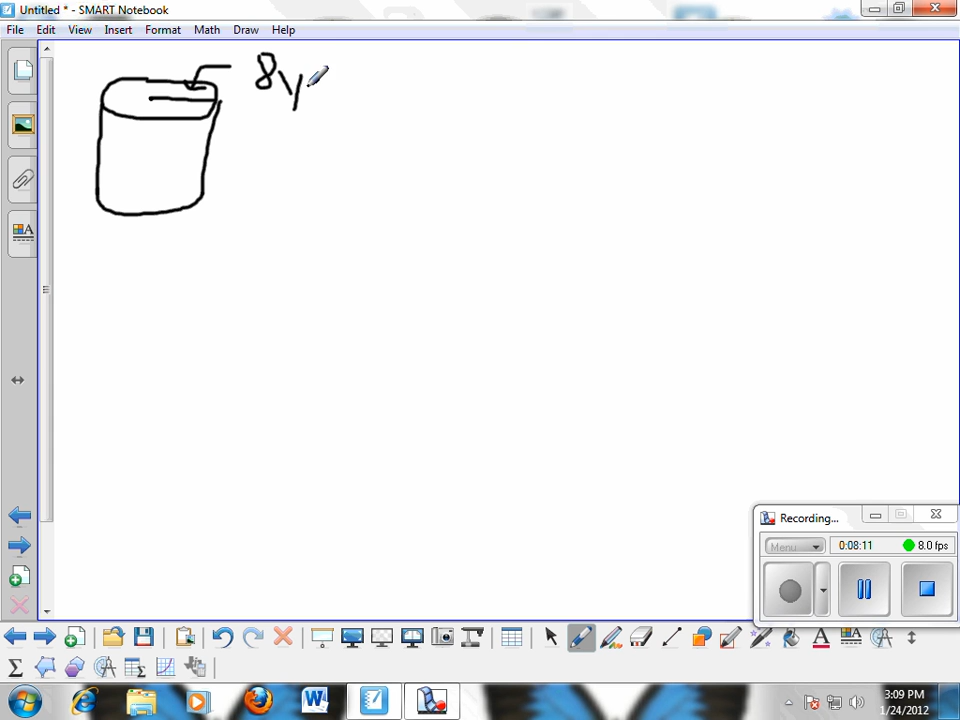 Untitled * - SMART Notebook
File Edit View Insert Format Math Draw Help
8y
Recording...
Menu 0:08:11 8.0 fps
3:09 PM
1/24/2012